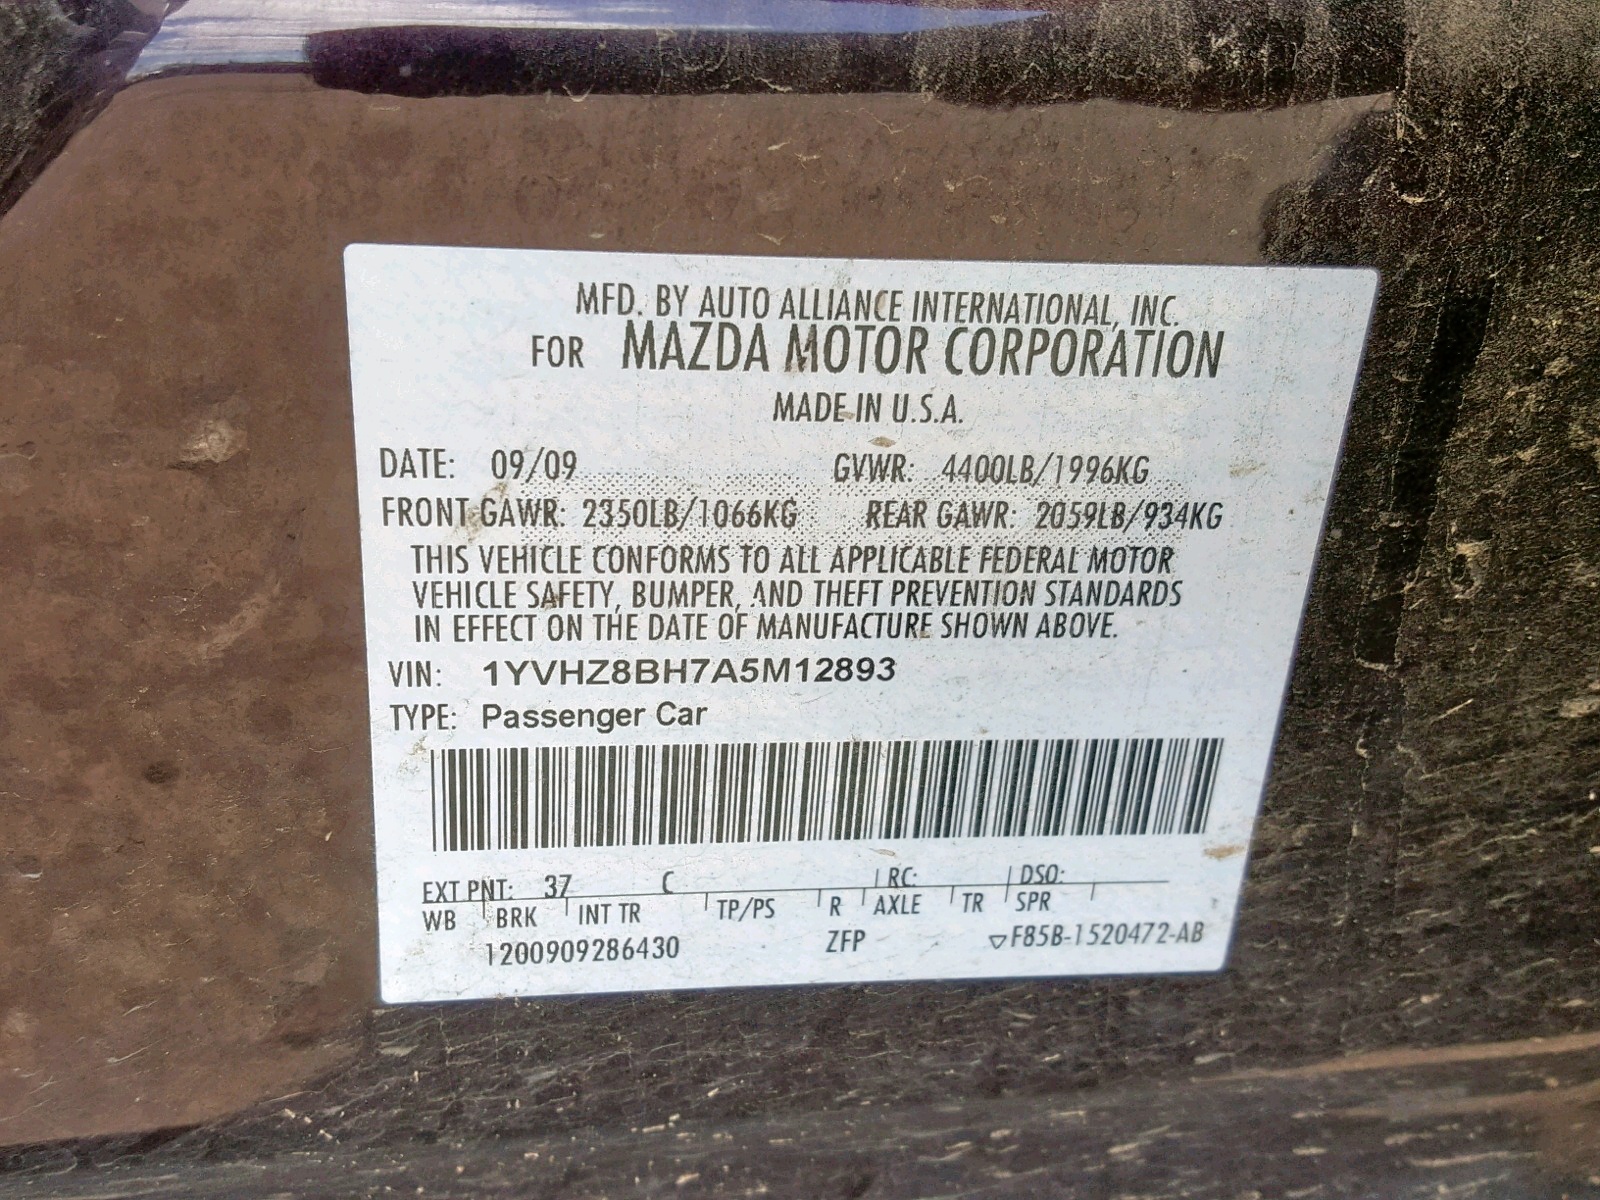 MFD. BY AUTO ALLIANCE INTERNATIONAL, INC.
FOR MAZDA MOTOR CORPORATION
MADE IN U.S.A.
DATE: 09/09 GVWR: 4400LB/1996KG
FRONT GAWR: 2350LB/1066KG REAR GAWR: 2059LB/934KG
THIS VEHICLE CONFORMS TO ALL APPLICABLE FEDERAL MOTOR
VEHICLE SAFETY, BUMPER, AND THEFT PREVENTION STANDARDS
IN EFFECT ON THE DATE OF MANUFACTURE SHOWN ABOVE.
VIN: 1YVHZ8BH7A5M12893
TYPE: Passenger Car
EXT PNT: 37 C RC: DSO:
WB BRK INT TR TP/PS R AXLE TR SPR
1200909286430 ZFP ▽F85B-1520472-AB